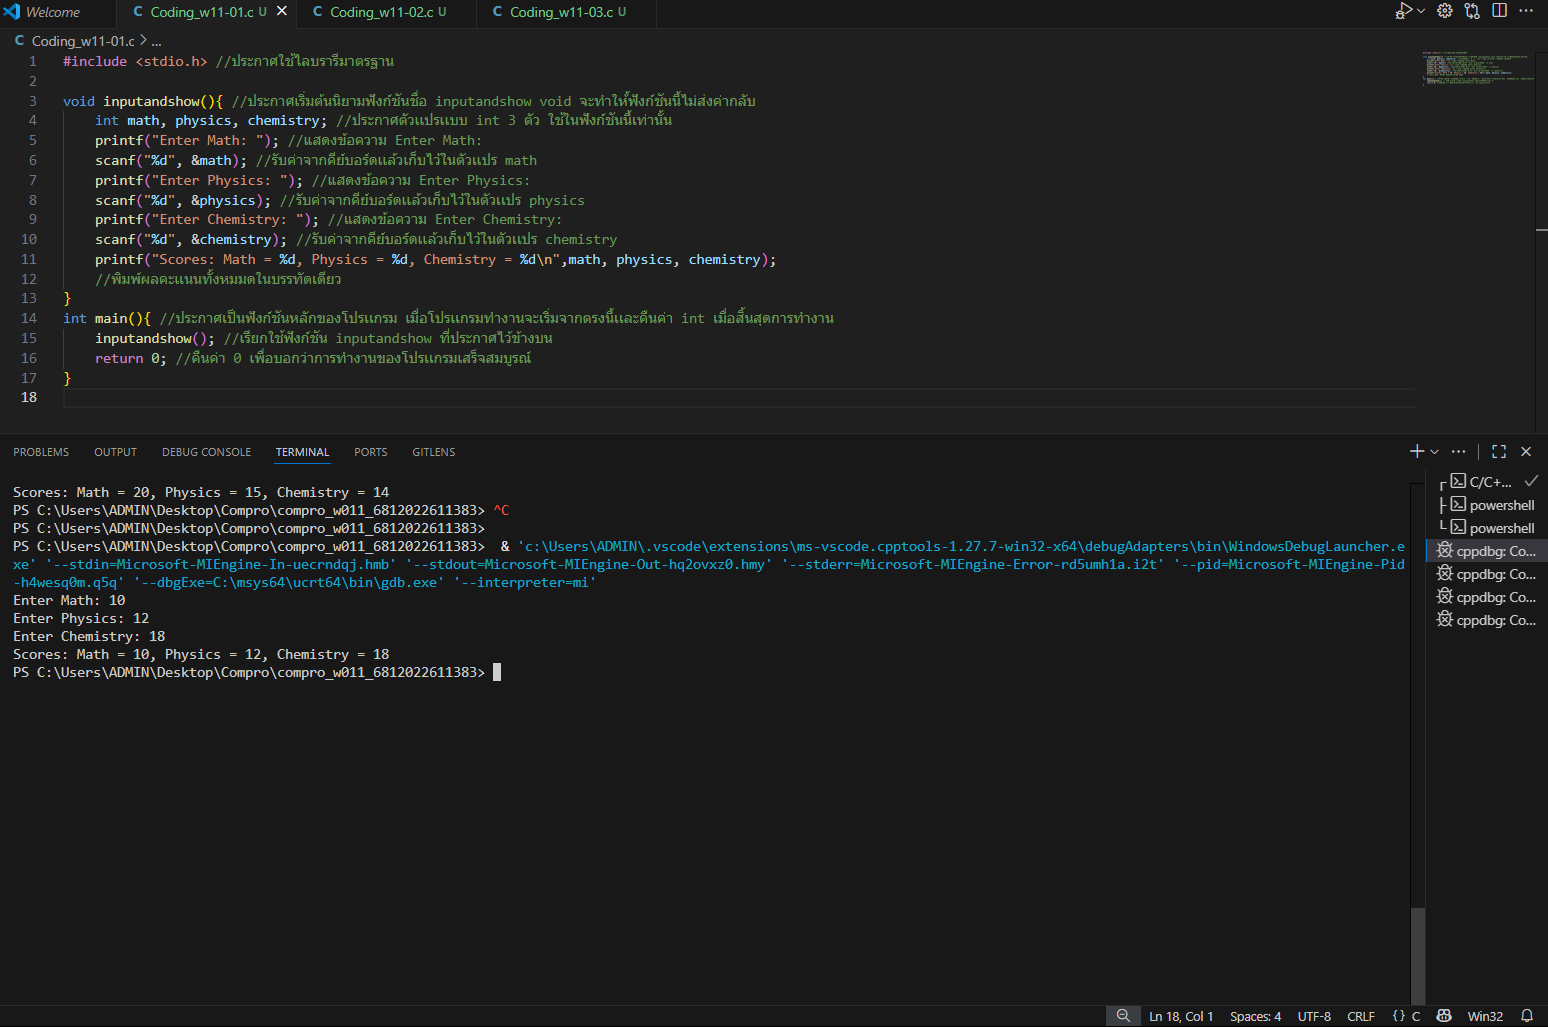 Welcome
C Coding_w11-01.c U
C Coding_w11-02.c U
C Coding_w11-03.c U
C Coding_w11-01.c > ...
1 #include <stdio.h> //ประกาศใช้ไลบรารีมาตรฐาน
2
3 void inputandshow(){ //ประกาศเริ่มต้นนิยามฟังก์ชันชื่อ inputandshow void จะทำให้ฟังก์ชันนี้ไม่ส่งค่ากลับ
4 int math, physics, chemistry; //ประกาศตัวแปรแบบ int 3 ตัว ใช้ในฟังก์ชันนี้เท่านั้น
5 printf("Enter Math: "); //แสดงข้อความ Enter Math:
6 scanf("%d", &math); //รับค่าจากคีย์บอร์ดแล้วเก็บไว้ในตัวแปร math
7 printf("Enter Physics: "); //แสดงข้อความ Enter Physics:
8 scanf("%d", &physics); //รับค่าจากคีย์บอร์ดแล้วเก็บไว้ในตัวแปร physics
9 printf("Enter Chemistry: "); //แสดงข้อความ Enter Chemistry:
10 scanf("%d", &chemistry); //รับค่าจากคีย์บอร์ดแล้วเก็บไว้ในตัวแปร chemistry
11 printf("Scores: Math = %d, Physics = %d, Chemistry = %d\n",math, physics, chemistry);
12 //พิมพ์ผลคะแนนทั้งหมมดในบรรทัดเดียว
13 }
14 int main(){ //ประกาศเป็นฟังก์ชันหลักของโปรแกรม เมื่อโปรแกรมทำงานจะเริ่มจากตรงนี้และคืนค่า int เมื่อสิ้นสุดการทำงาน
15 inputandshow(); //เรียกใช้ฟังก์ชัน inputandshow ที่ประกาศไว้ข้างบน
16 return 0; //คืนค่า 0 เพื่อบอกว่าการทำงานของโปรแกรมเสร็จสมบูรณ์
17 }
18
PROBLEMS OUTPUT DEBUG CONSOLE TERMINAL PORTS GITLENS
Scores: Math = 20, Physics = 15, Chemistry = 14
PS C:\Users\ADMIN\Desktop\Compro\compro_w011_6812022611383> ^C
PS C:\Users\ADMIN\Desktop\Compro\compro_w011_6812022611383>
PS C:\Users\ADMIN\Desktop\Compro\compro_w011_6812022611383> & 'c:\Users\ADMIN\.vscode\extensions\ms-vscode.cpptools-1.27.7-win32-x64\debugAdapters\bin\WindowsDebugLauncher.e
xe' '--stdin=Microsoft-MIEngine-In-uecrndqj.hmb' '--stdout=Microsoft-MIEngine-Out-hq2ovxz0.hmy' '--stderr=Microsoft-MIEngine-Error-rd5umh1a.i2t' '--pid=Microsoft-MIEngine-Pid
-h4wesq0m.q5q' '--dbgExe=C:\msys64\ucrt64\bin\gdb.exe' '--interpreter=mi'
Enter Math: 10
Enter Physics: 12
Enter Chemistry: 18
Scores: Math = 10, Physics = 12, Chemistry = 18
PS C:\Users\ADMIN\Desktop\Compro\compro_w011_6812022611383>
C/C+...
powershell
powershell
cppdbg: Co...
cppdbg: Co...
cppdbg: Co...
cppdbg: Co...
Ln 18, Col 1 Spaces: 4 UTF-8 CRLF {} C Win32